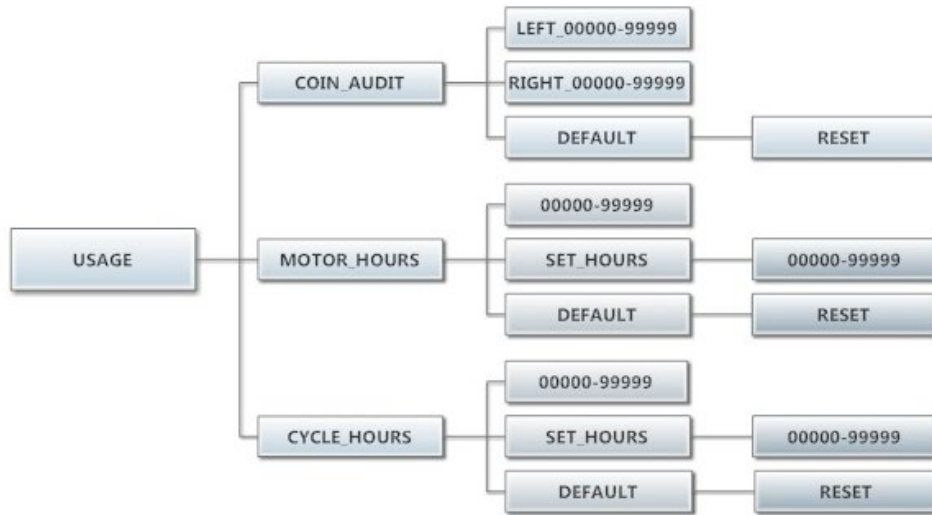 LEFT_00000-99999
COIN_AUDIT
RIGHT_00000-99999
DEFAULT
RESET
00000-99999
USAGE
MOTOR_HOURS
SET_HOURS
00000-99999
DEFAULT
RESET
00000-99999
CYCLE_HOURS
SET_HOURS
00000-99999
DEFAULT
RESET